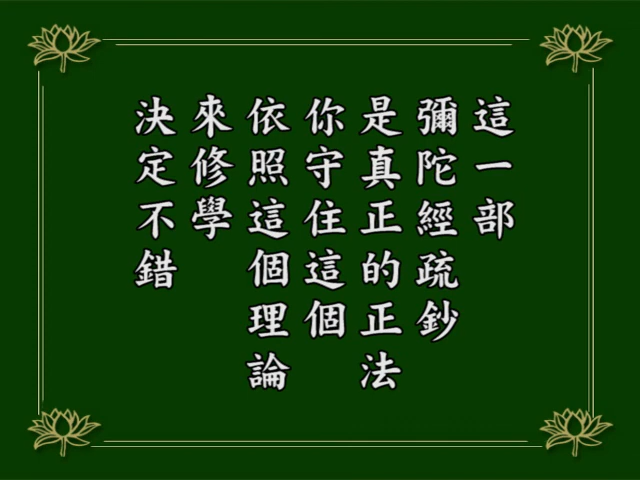 這一部
彌陀經疏鈔
是真正的正法
你守住這個
依照這個理論
來修學
決定不錯